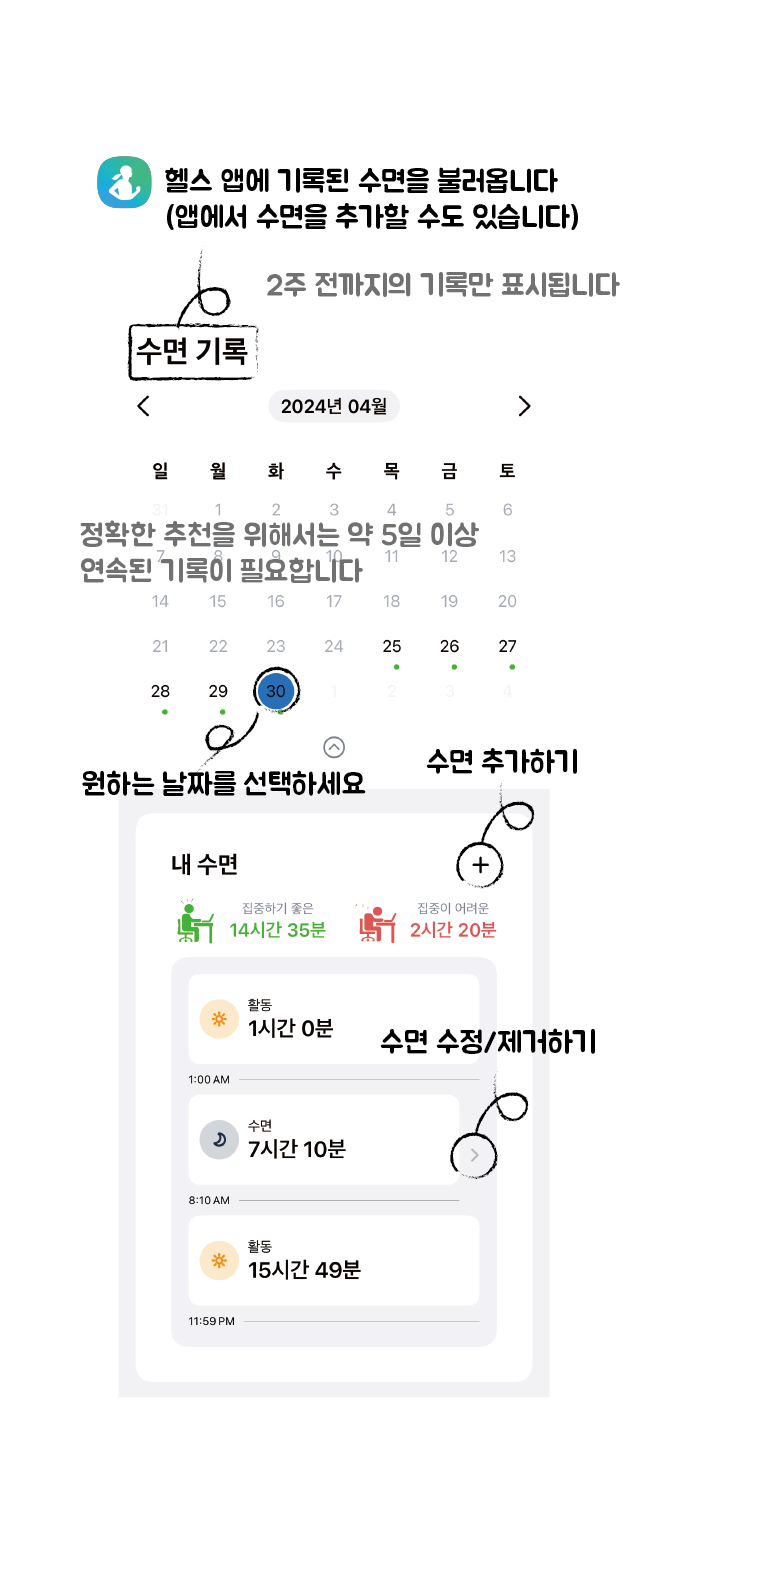 헬스 앱에 기록된 수면을 불러옵니다
(앱에서 수면을 추가할 수도 있습니다)
2주 전까지의 기록만 표시됩니다
수면 기록
2024년 04월
일 월 화 수 목 금 토
31 1 2 3 4 5 6
정확한 추천을 위해서는 약 5일 이상
7 8 9 10 11 12 13
연속된 기록이 필요합니다
14 15 16 17 18 19 20
21 22 23 24 25 26 27
28 29 30 1 2 3 4
수면 추가하기
원하는 날짜를 선택하세요
내 수면
집중하기 좋은 집중이 어려운
14시간 35분 2시간 20분
활동
1시간 0분
수면 수정/제거하기
1:00 AM
수면
7시간 10분
8:10 AM
활동
15시간 49분
11:59 PM